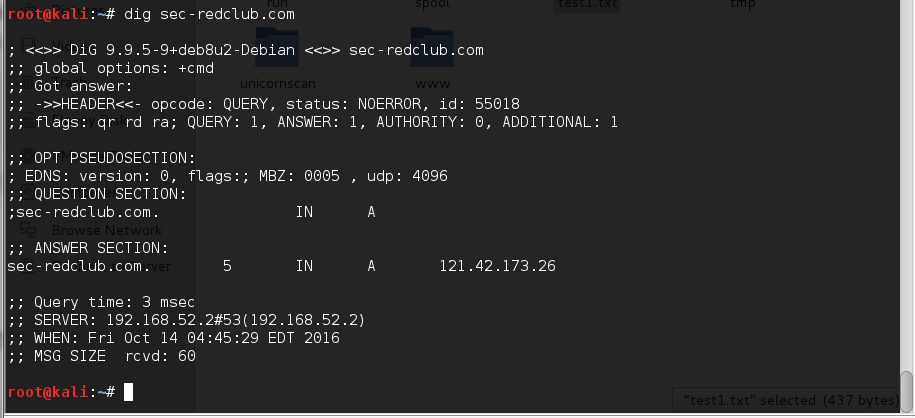 run spool test1.txt tmp
root@kali:~# dig sec-redclub.com
; <<>> DiG 9.9.5-9+deb8u2-Debian <<>> sec-redclub.com
;; global options: +cmd
unicornscan www
;; Got answer:
;; ->>HEADER<<- opcode: QUERY, status: NOERROR, id: 55018
;; flags: qr rd ra; QUERY: 1, ANSWER: 1, AUTHORITY: 0, ADDITIONAL: 1
;; OPT PSEUDOSECTION:
; EDNS: version: 0, flags:; MBZ: 0005 , udp: 4096
;; QUESTION SECTION:
;sec-redclub.com. IN A
Browse Network
;; ANSWER SECTION:
sec-redclub.com. 5 IN A 121.42.173.26
;; Query time: 3 msec
;; SERVER: 192.168.52.2#53(192.168.52.2)
;; WHEN: Fri Oct 14 04:45:29 EDT 2016
;; MSG SIZE rcvd: 60
root@kali:~#
"test1.txt" selected (437 bytes)